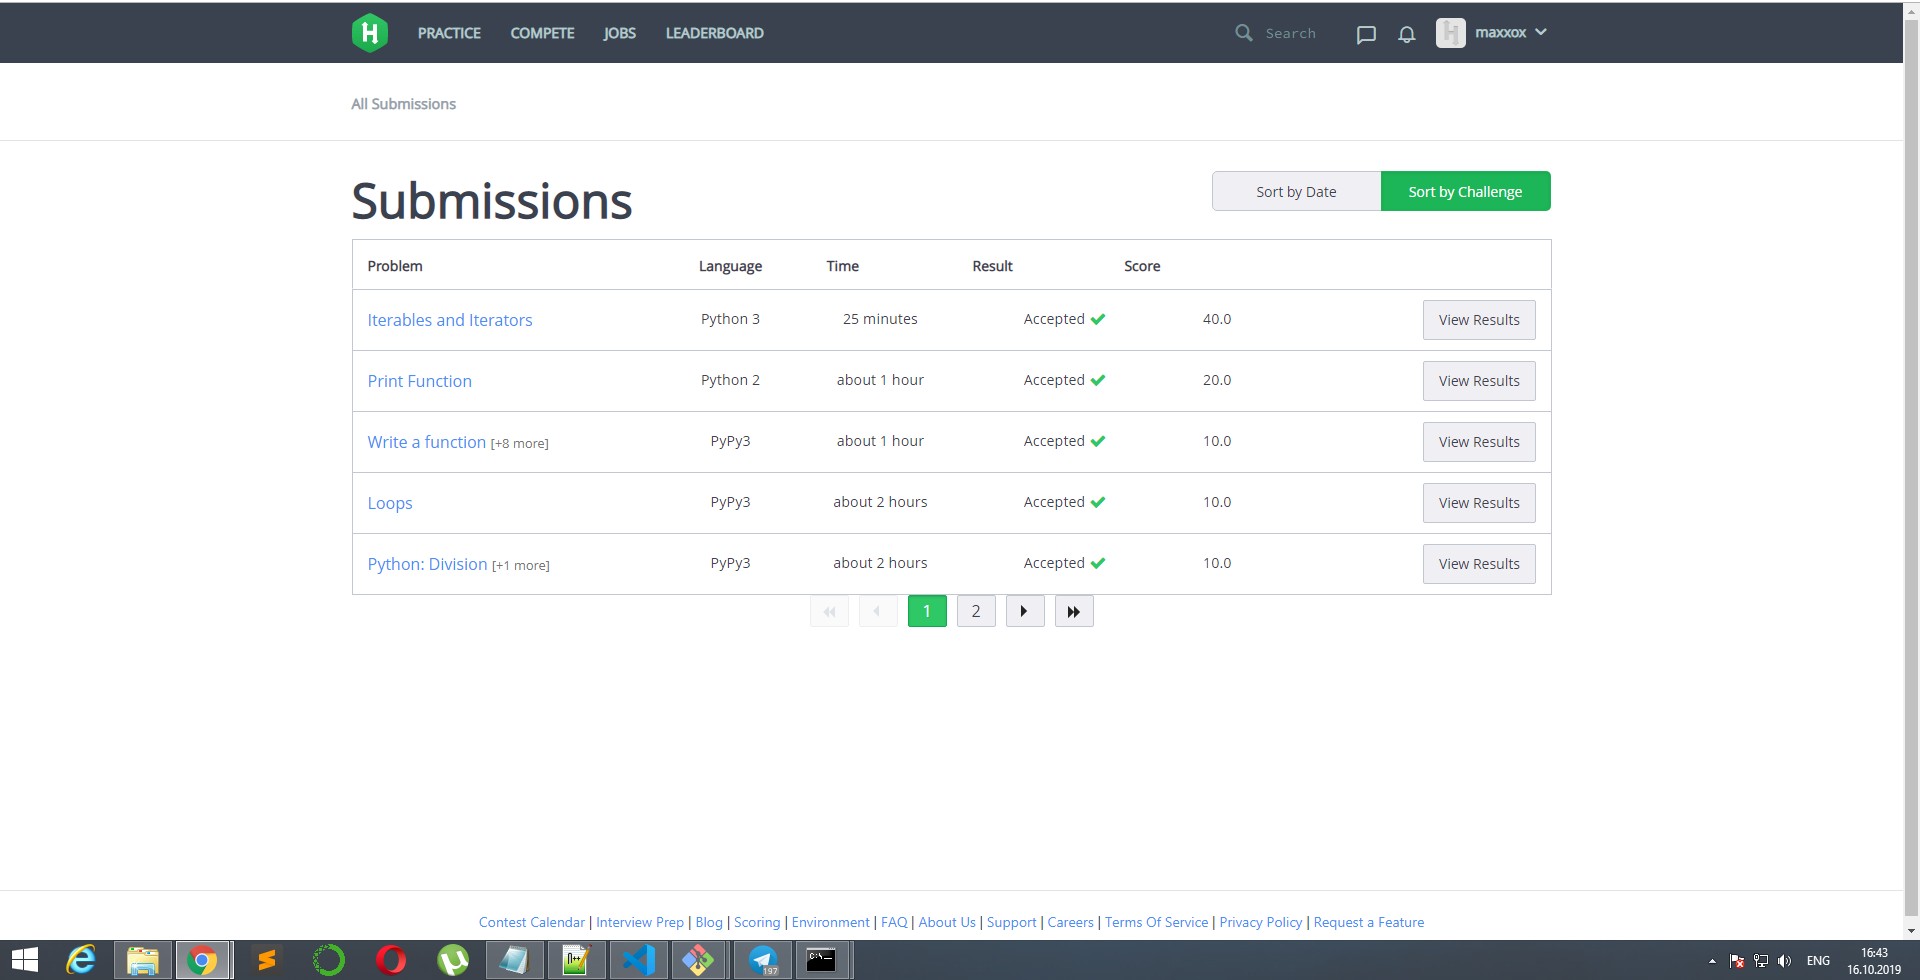 H PRACTICE COMPETE JOBS LEADERBOARD Search maxxox
All Submissions
Submissions Sort by Date Sort by Challenge
Problem Language Time Result Score
Iterables and Iterators Python 3 25 minutes Accepted 40.0 View Results
Print Function Python 2 about 1 hour Accepted 20.0 View Results
Write a function [+8 more] PyPy3 about 1 hour Accepted 10.0 View Results
Loops PyPy3 about 2 hours Accepted 10.0 View Results
Python: Division [+1 more] PyPy3 about 2 hours Accepted 10.0 View Results
1 2
Contest Calendar | Interview Prep | Blog | Scoring | Environment | FAQ | About Us | Support | Careers | Terms Of Service | Privacy Policy | Request a Feature
197 ENG 16:43
16.10.2019